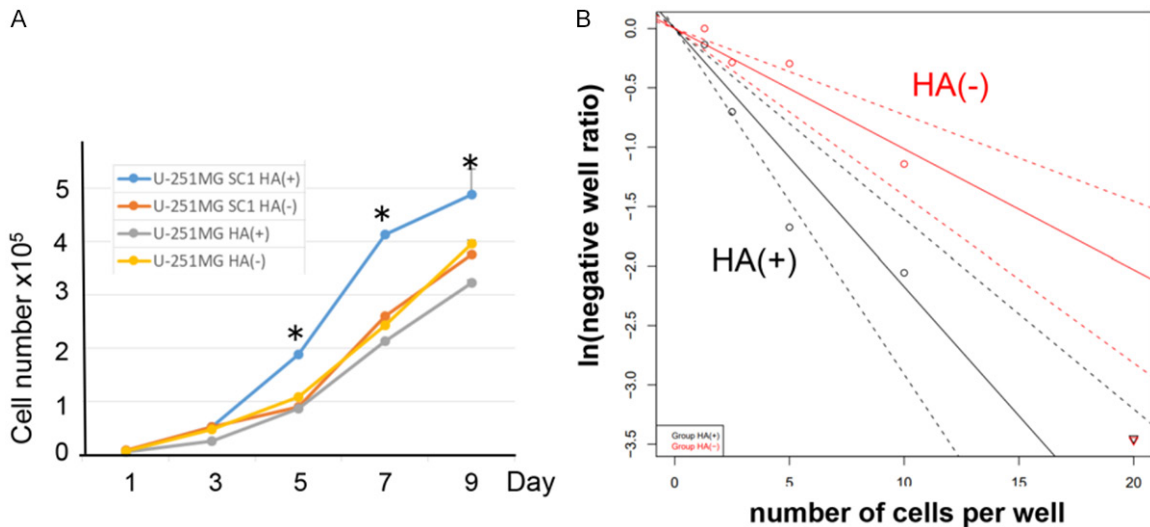 A
U-251MG SC1 HA(+)
U-251MG SC1 HA(-)
U-251MG HA(+)
U-251MG HA(-)
Cell number x10⁵
5
4
3
2
1
0
*
*
*
1 3 5 7 9 Day
B
ln(negative well ratio)
0.0
-0.5
-1.0
-1.5
-2.0
-2.5
-3.0
-3.5
HA(-)
HA(+)
Group HA(+)
Group HA(-)
0 5 10 15 20
number of cells per well